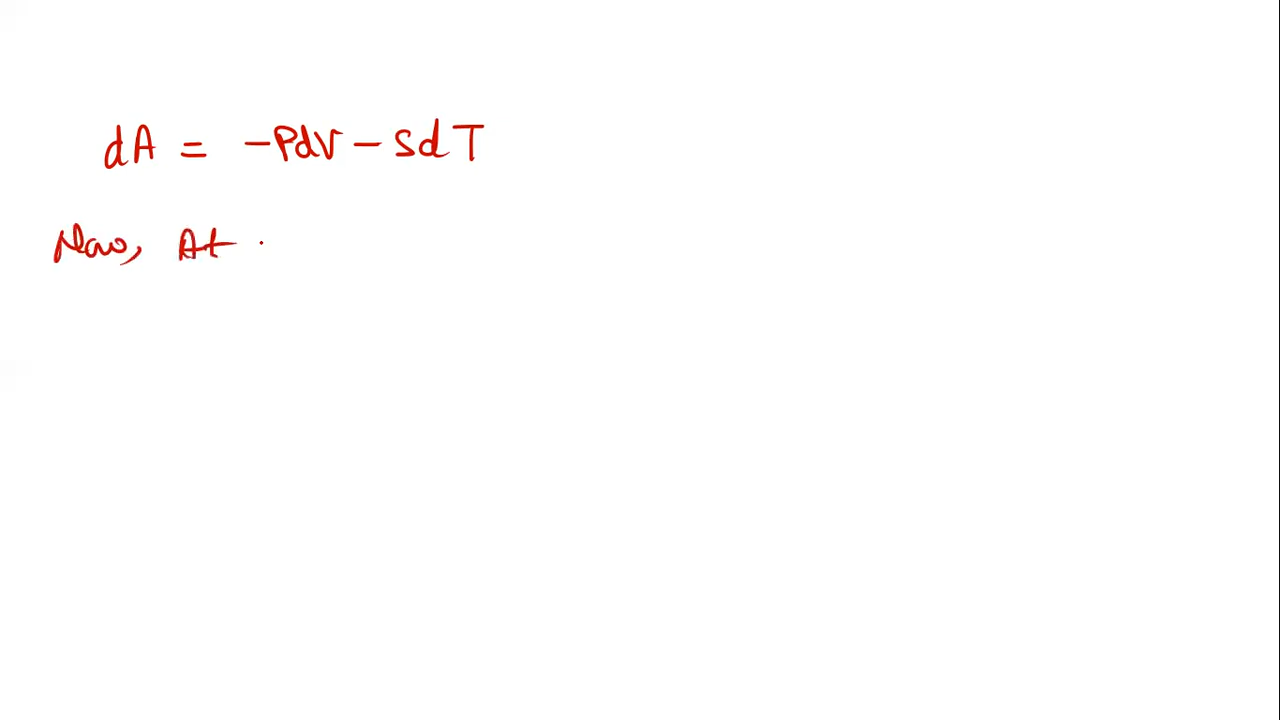 dA = -PdV - SdT
Now, At